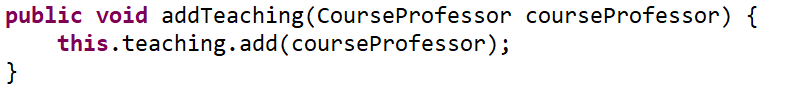 public void addTeaching(CourseProfessor courseProfessor) {
    this.teaching.add(courseProfessor);
}